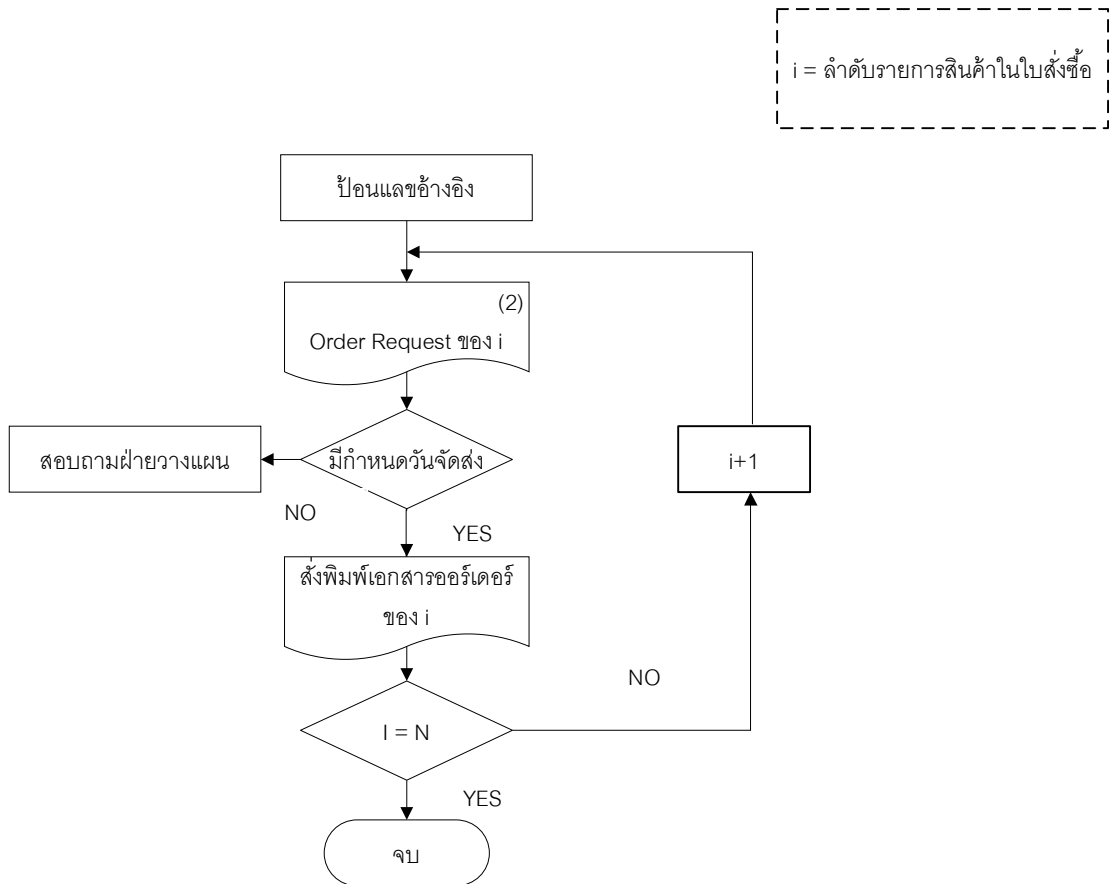 i = ลำดับรายการสินค้าในใบสั่งซื้อ
ป้อนแลขอ้างอิง
(2)
Order Request ของ i
มีกำหนดวันจัดส่ง
สอบถามฝ่ายวางแผน
i+1
NO
YES
สั่งพิมพ์เอกสารออร์เดอร์
ของ i
NO
I = N
YES
จบ